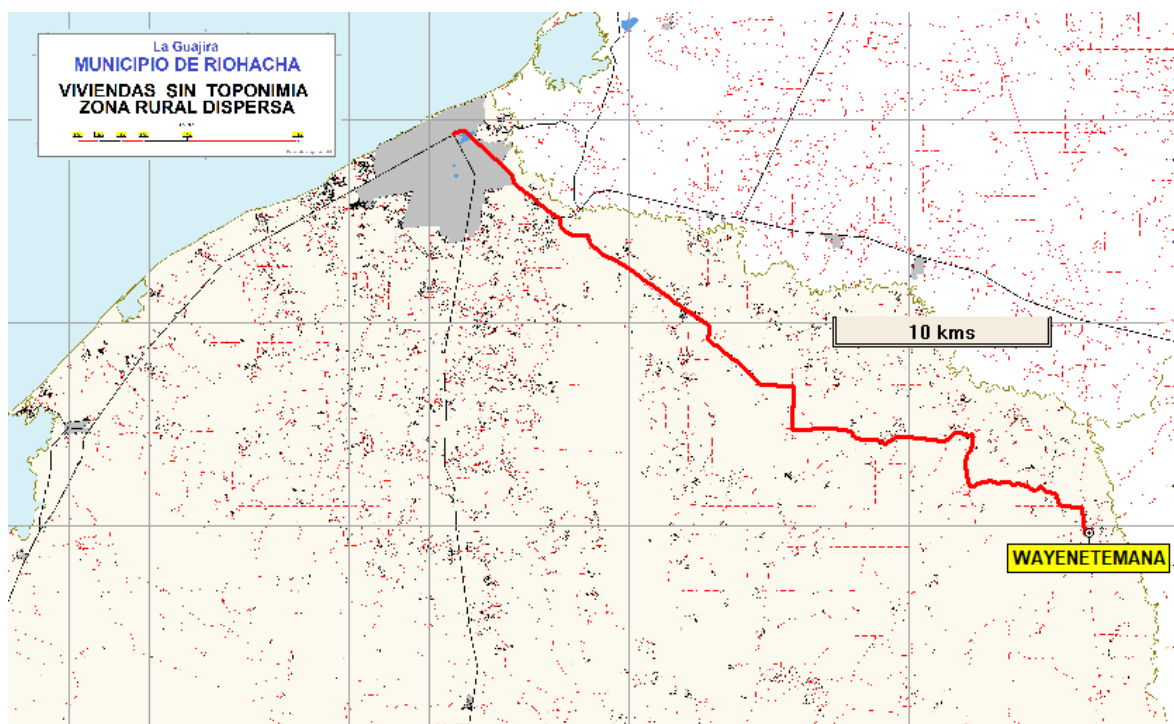 La Guajira
MUNICIPIO DE RIOHACHA
VIVIENDAS SIN TOPONIMIA
ZONA RURAL DISPERSA
10 kms
WAYENETEMANA